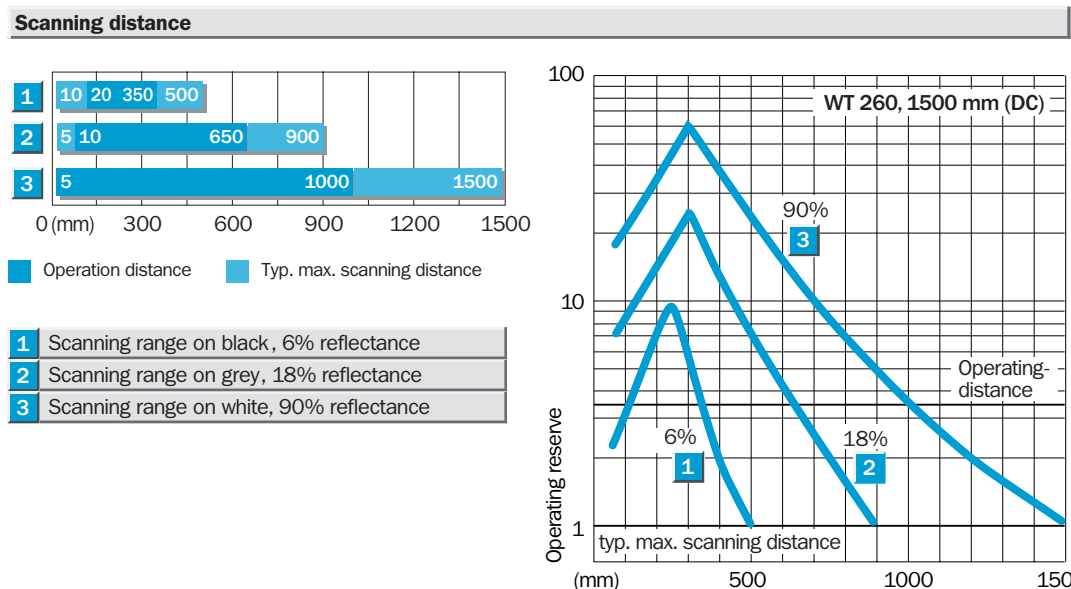 Scanning distance
1 10 20 350 500
2 5 10 650 900
3 5 1000 1500
0 (mm) 300 600 900 1200 1500
Operation distance Typ. max. scanning distance
1 Scanning range on black, 6% reflectance
2 Scanning range on grey, 18% reflectance
3 Scanning range on white, 90% reflectance
100
WT 260, 1500 mm (DC)
90%
3
10
Operating-
distance
6%
1
18%
2
Operating reserve
1
typ. max. scanning distance
(mm) 500 1000 150